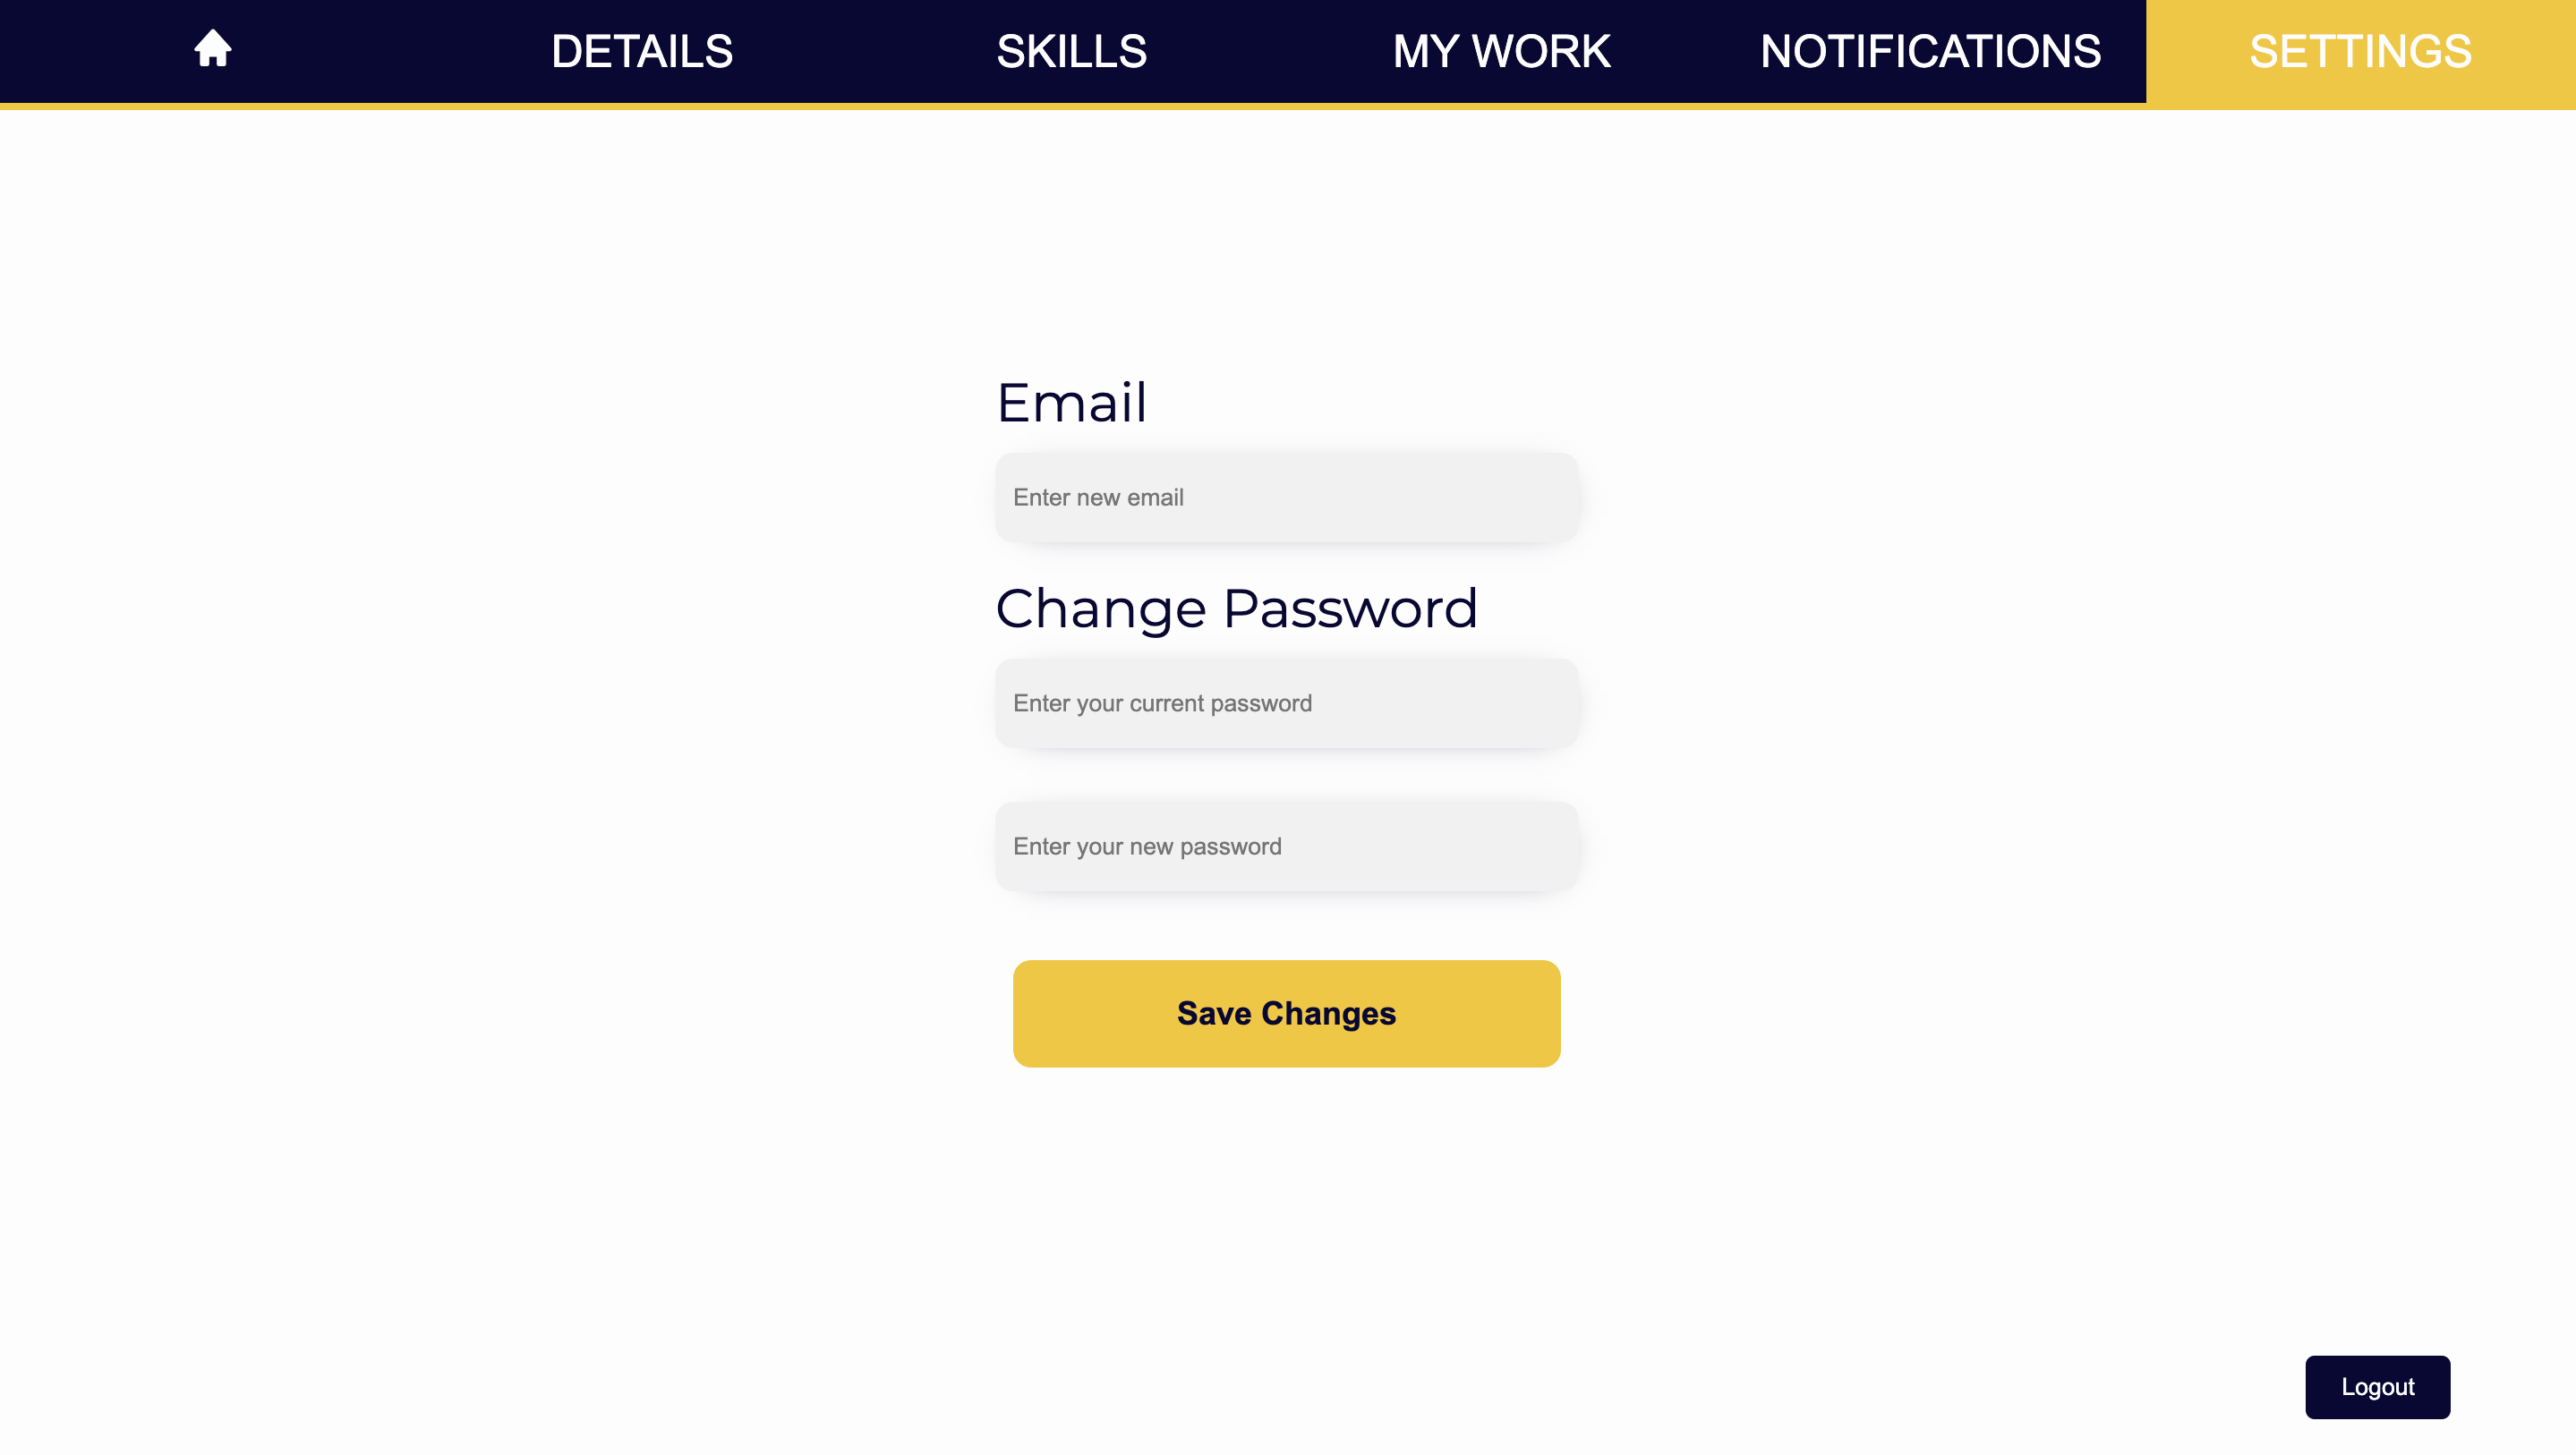 DETAILS SKILLS MY WORK NOTIFICATIONS SETTINGS
Email
Enter new email
Change Password
Enter your current password
Enter your new password
Save Changes
Logout